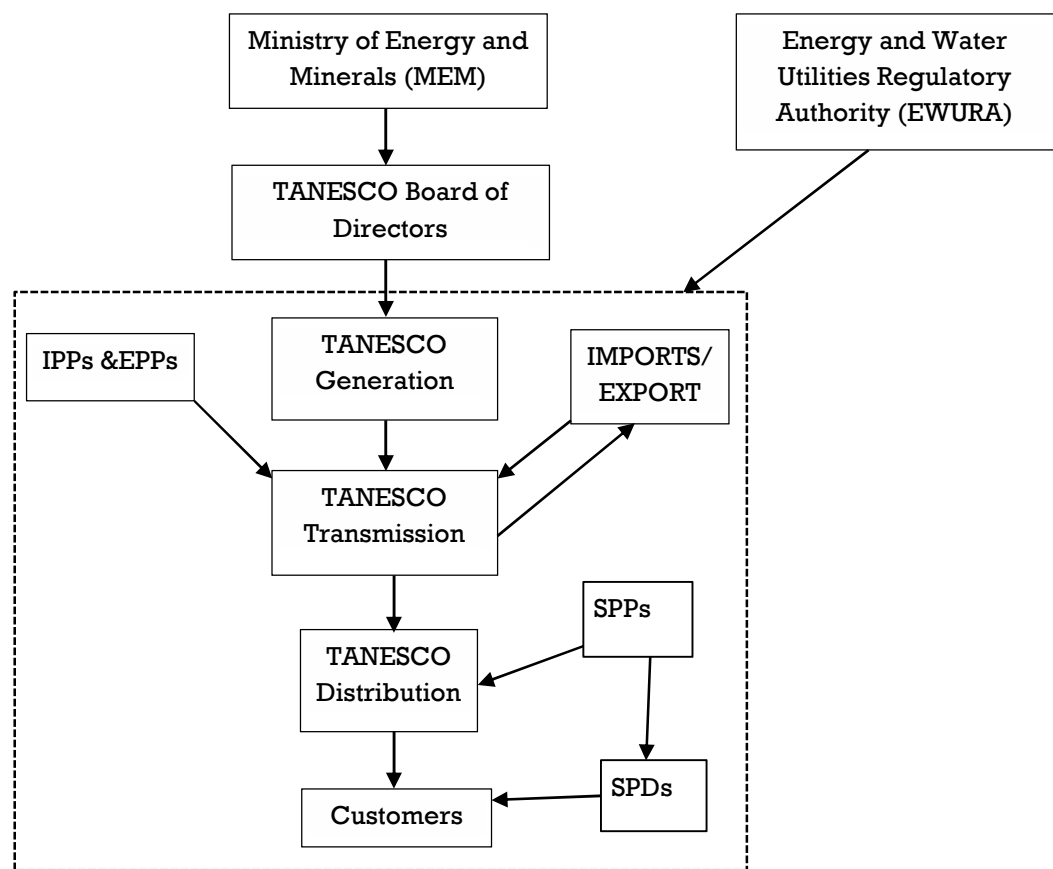 Ministry of Energy and
Minerals (MEM)
Energy and Water
Utilities Regulatory
Authority (EWURA)
TANESCO Board of
Directors
IPPs &EPPs
TANESCO
Generation
IMPORTS/
EXPORT
TANESCO
Transmission
SPPs
TANESCO
Distribution
SPDs
Customers